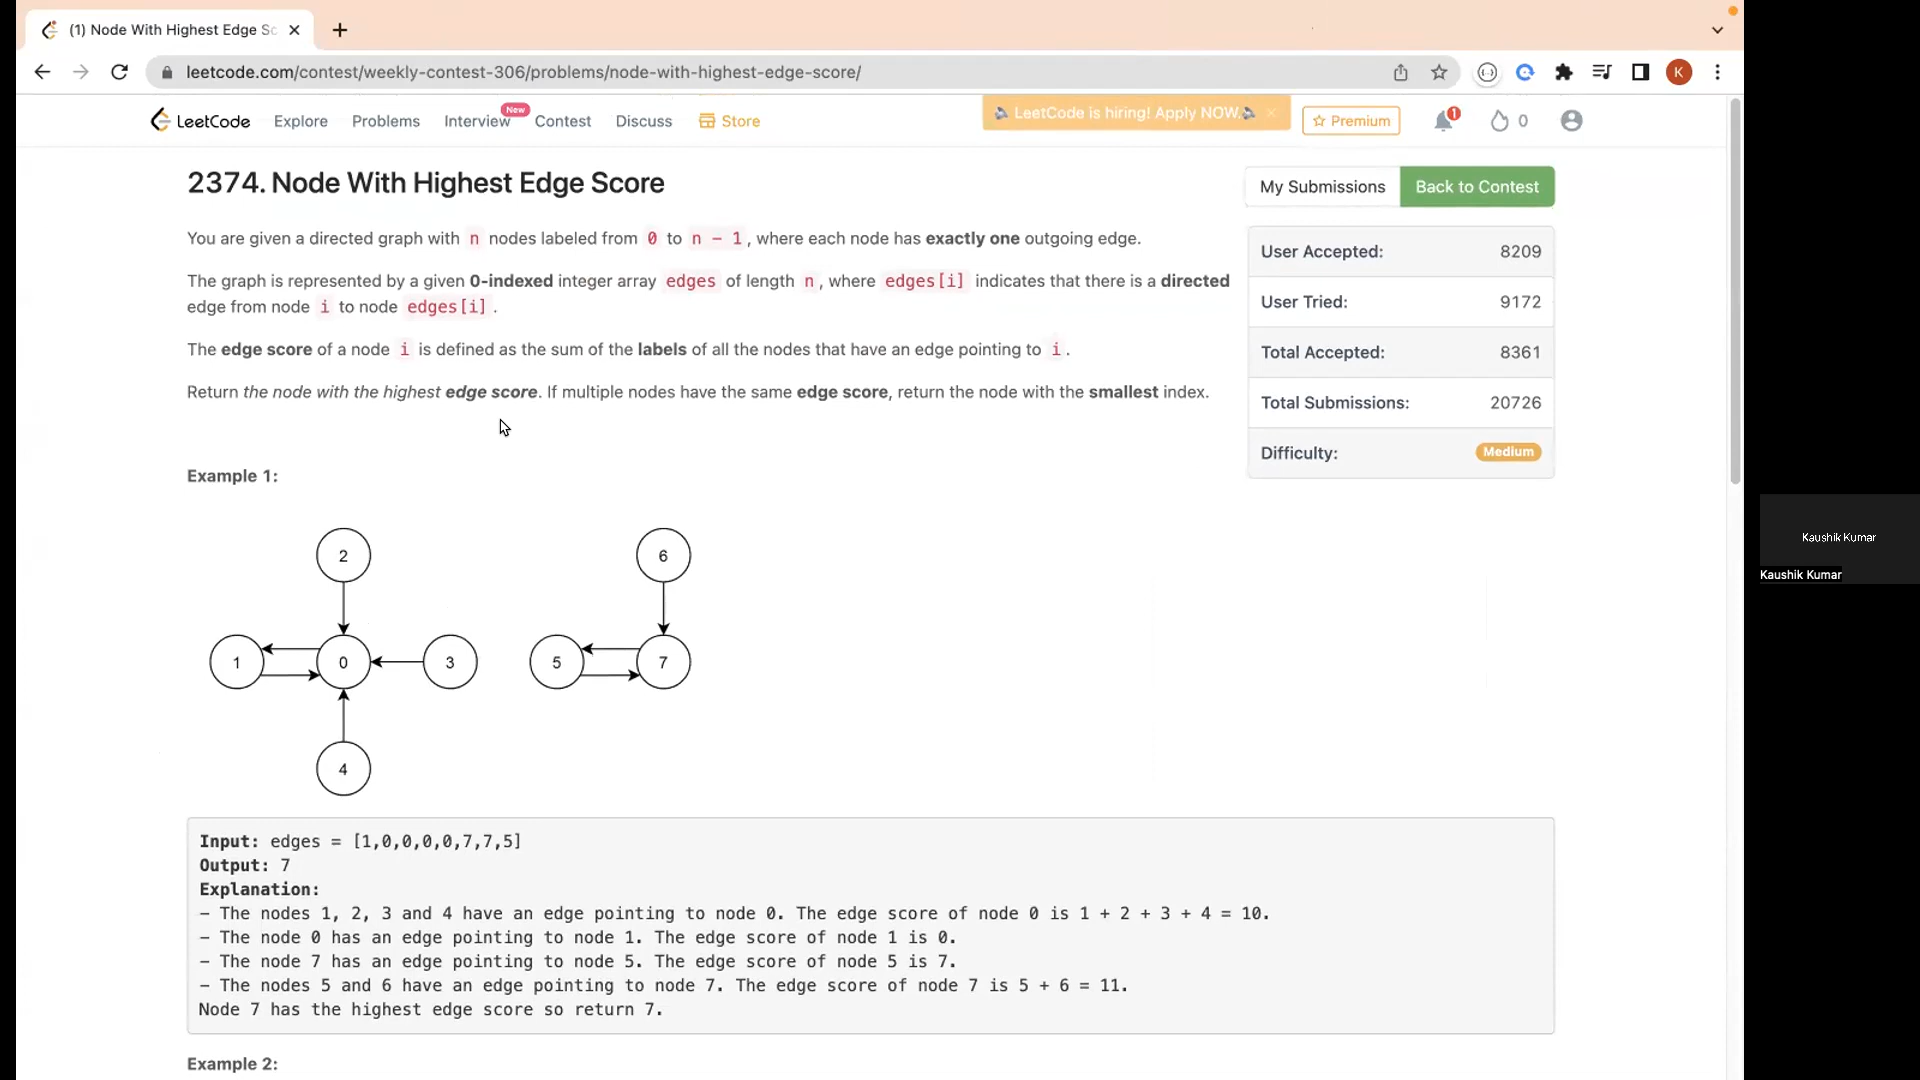 (1) Node With Highest Edge Sc
leetcode.com/contest/weekly-contest-306/problems/node-with-highest-edge-score/
K
LeetCode Explore Problems Interview New Contest Discuss Store LeetCode is hiring! Apply NOW. Premium 1 0
2374. Node With Highest Edge Score
My Submissions Back to Contest
You are given a directed graph with n nodes labeled from 0 to n - 1, where each node has exactly one outgoing edge.
The graph is represented by a given 0-indexed integer array edges of length n, where edges[i] indicates that there is a directed
edge from node i to node edges[i].
The edge score of a node i is defined as the sum of the labels of all the nodes that have an edge pointing to i.
Return the node with the highest edge score. If multiple nodes have the same edge score, return the node with the smallest index.
User Accepted: 8209
User Tried: 9172
Total Accepted: 8361
Total Submissions: 20726
Difficulty: Medium
Example 1:
2 6
1 0 3 5 7
4
Input: edges = [1,0,0,0,0,7,7,5]
Output: 7
Explanation:
- The nodes 1, 2, 3 and 4 have an edge pointing to node 0. The edge score of node 0 is 1 + 2 + 3 + 4 = 10.
- The node 0 has an edge pointing to node 1. The edge score of node 1 is 0.
- The node 7 has an edge pointing to node 5. The edge score of node 5 is 7.
- The nodes 5 and 6 have an edge pointing to node 7. The edge score of node 7 is 5 + 6 = 11.
Node 7 has the highest edge score so return 7.
Example 2:
Kaushik Kumar
Kaushik Kumar